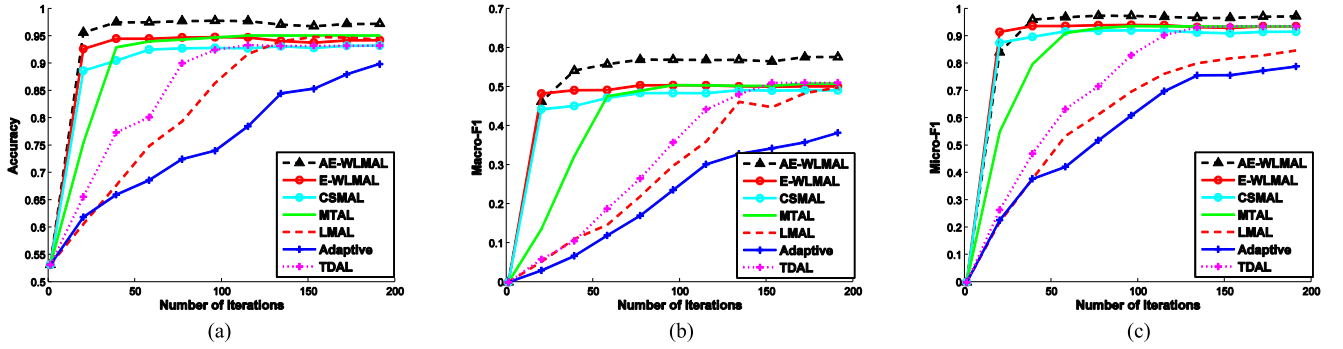 1
0.95
0.9
0.85
0.8
0.75
0.7
0.65
0.6
0.55
0.5
Accuracy
0
50
100
150
200
Number of Iterations
AE-WLMAL
E-WLMAL
CSMAL
MTAL
LMAL
Adaptive
TDAL
(a)
0.7
0.6
0.5
0.4
0.3
0.2
0.1
0
Macro-F1
0
50
100
150
200
Number of Iterations
AE-WLMAL
E-WLMAL
CSMAL
MTAL
LMAL
Adaptive
TDAL
(b)
1
0.9
0.8
0.7
0.6
0.5
0.4
0.3
0.2
0.1
0
Micro-F1
0
50
100
150
200
Number of Iterations
AE-WLMAL
E-WLMAL
CSMAL
MTAL
LMAL
Adaptive
TDAL
(c)